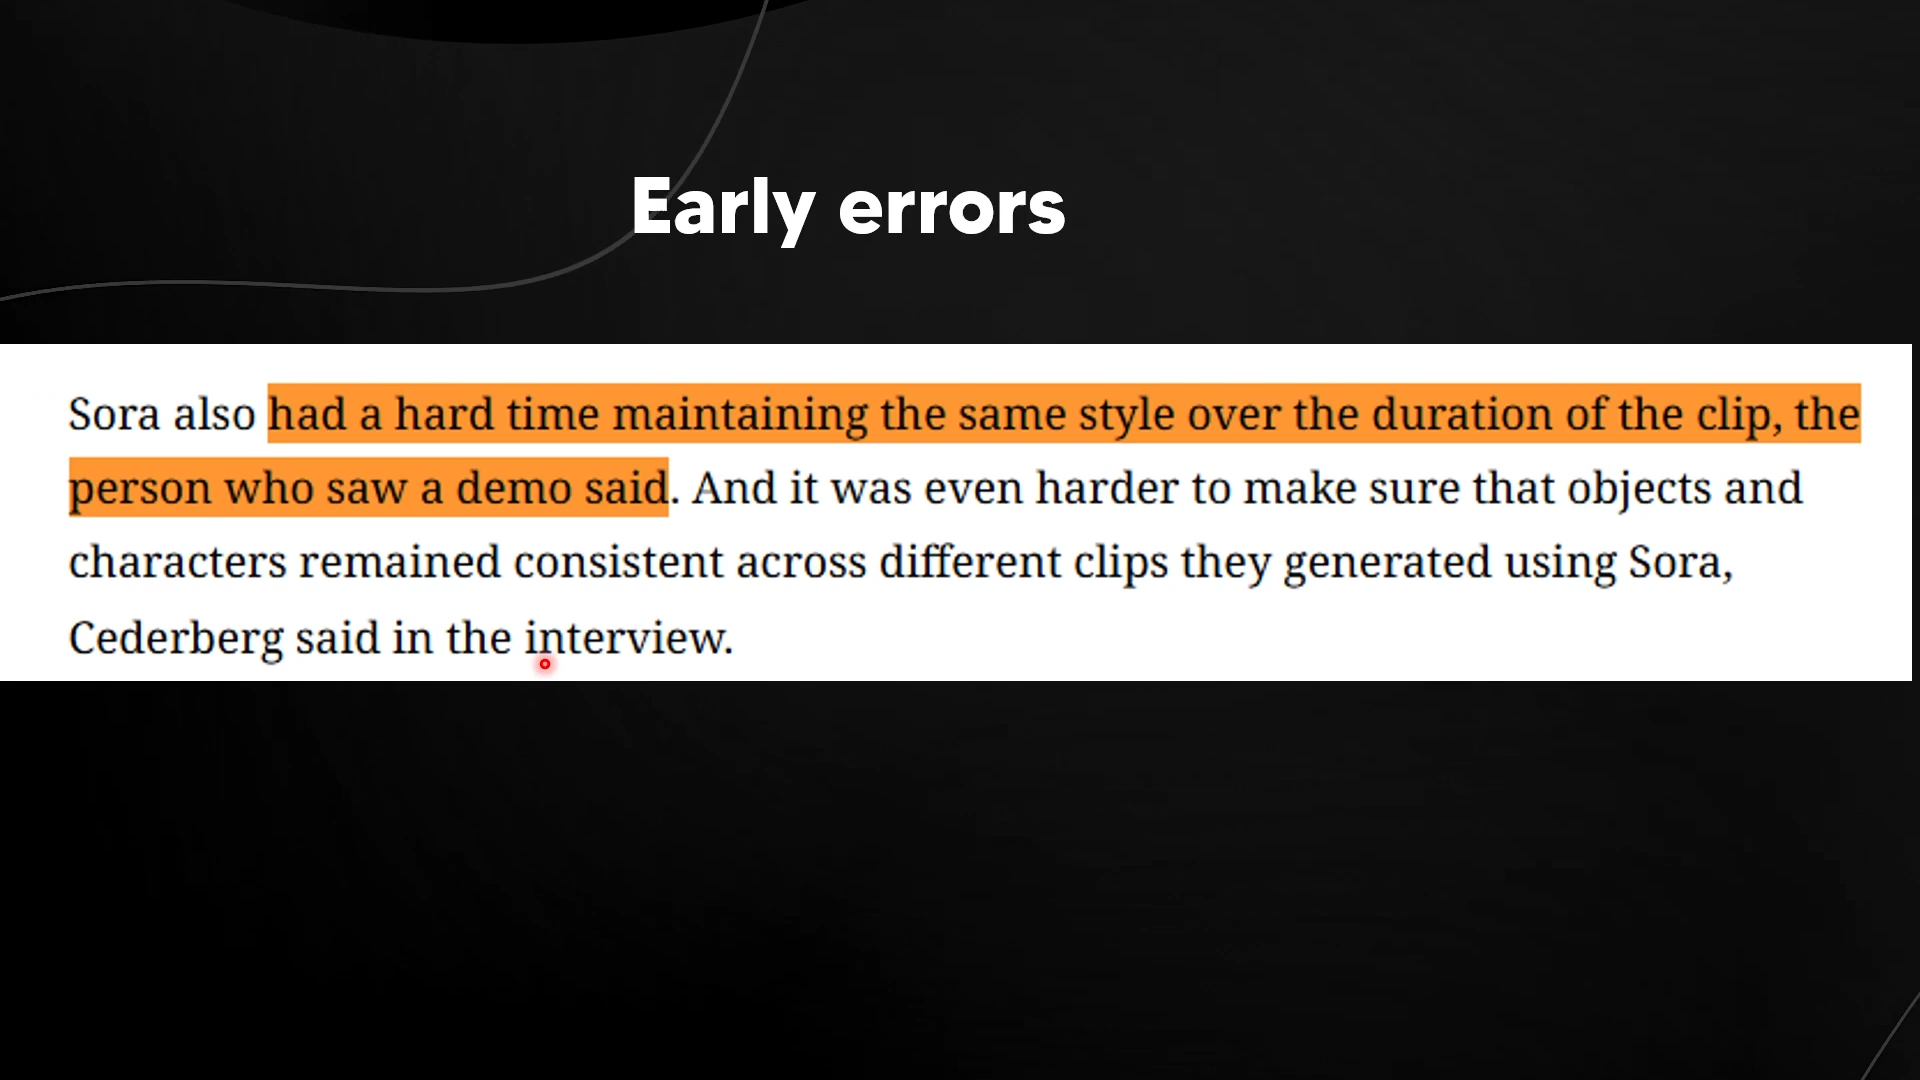 Early errors
Sora also had a hard time maintaining the same style over the duration of the clip, the
person who saw a demo said. And it was even harder to make sure that objects and
characters remained consistent across different clips they generated using Sora,
Cederberg said in the interview.